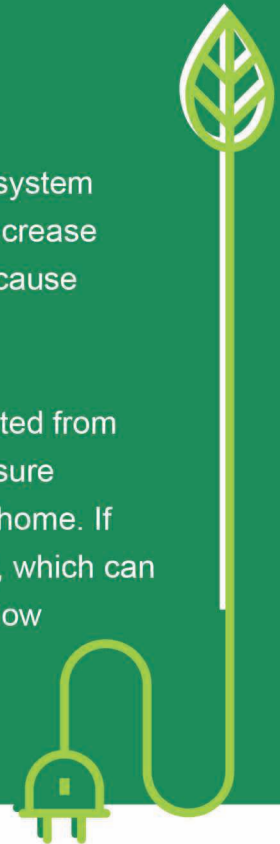 system
crease
cause
ted from
sure
home. If
, which can
ow